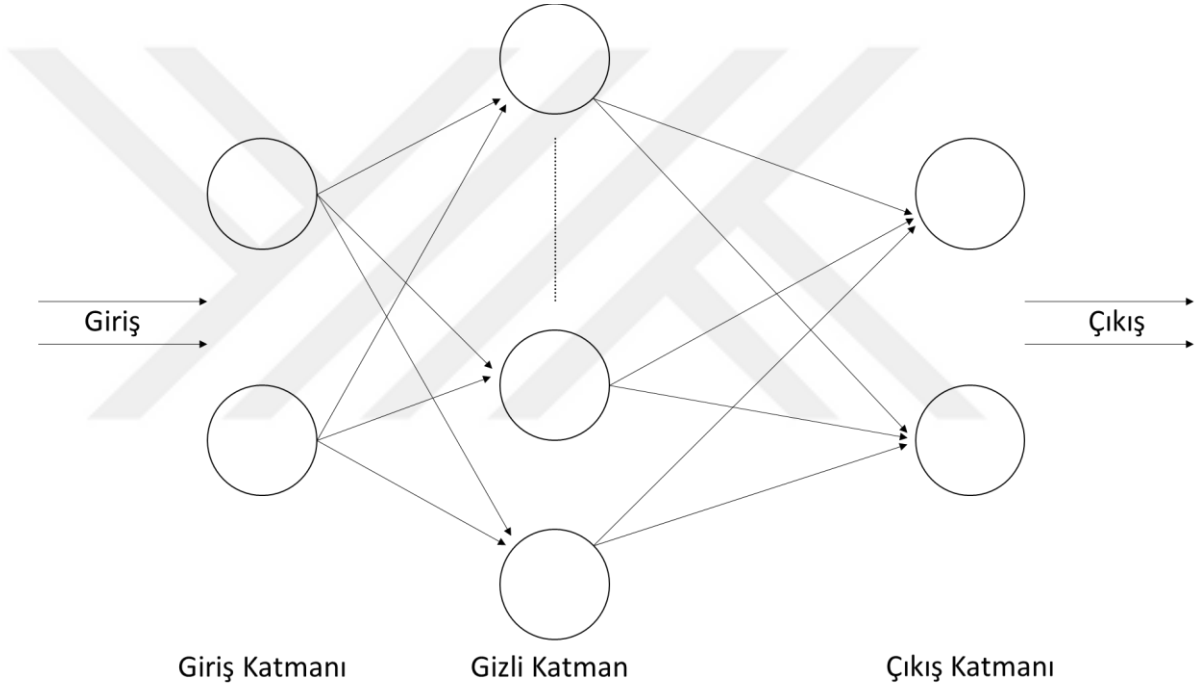 Giriş
Çıkış
Giriş Katmanı
Gizli Katman
Çıkış Katmanı